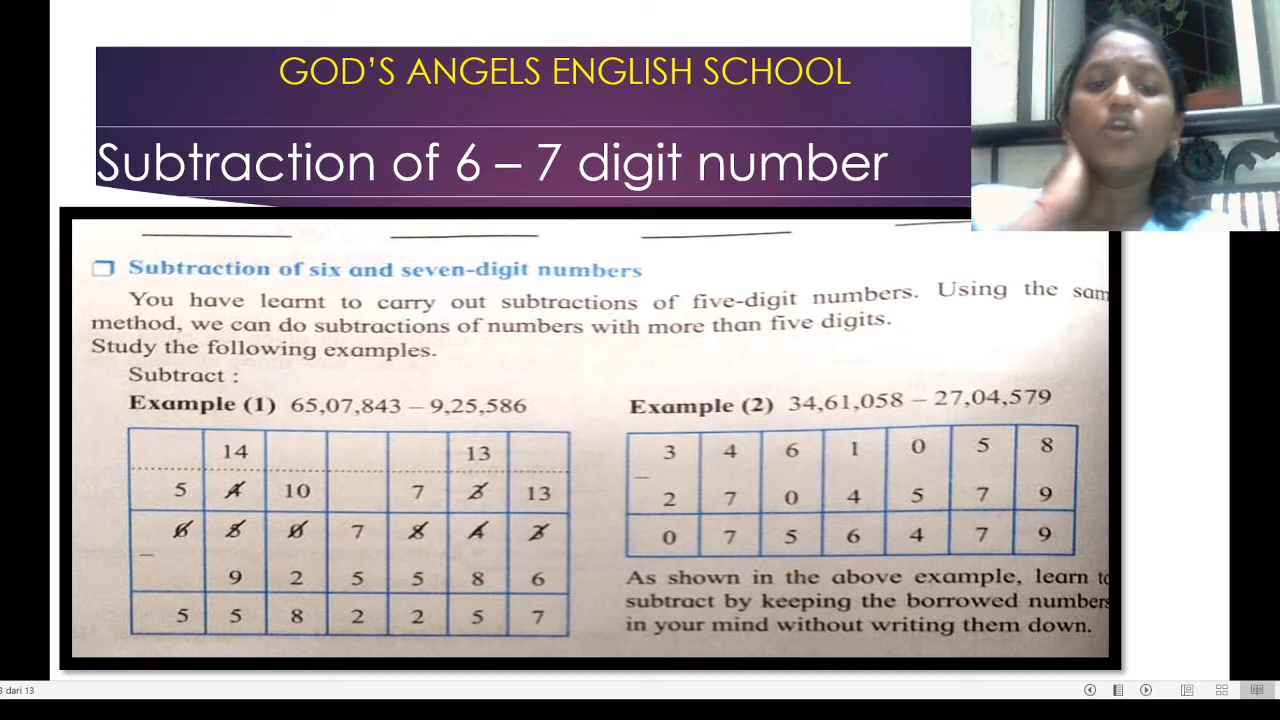 GOD'S ANGELS ENGLISH SCHOOL
Subtraction of 6 – 7 digit number
❒ Subtraction of six and seven-digit numbers
You have learnt to carry out subtractions of five-digit numbers. Using the sam
method, we can do subtractions of numbers with more than five digits.
Study the following examples.
Subtract :
Example (1) 65,07,843 – 9,25,586
14 13
5 4 10 7 3 13
6 5 0 7 8 4 3
–
9 2 5 5 8 6
5 5 8 2 2 5 7
Example (2) 34,61,058 – 27,04,579
3 4 6 1 0 5 8
–
2 7 0 4 5 7 9
0 7 5 6 4 7 9
As shown in the above example, learn to
subtract by keeping the borrowed numbers
in your mind without writing them down.
dari 13